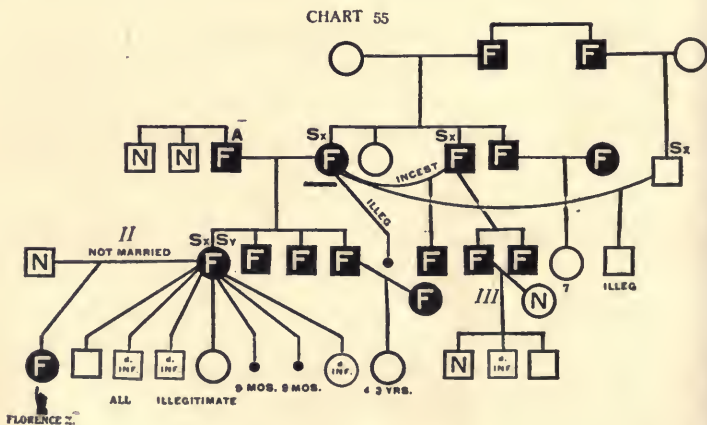 CHART 55
F F
A Sx Sx Sx
N N F F F F F
INCEST
ILLEG
II Sx Sy
NOT MARRIED
N F F F F F F F 7 ILLEG
F III N
F d. INF. d. INF. d. INF. N d. INF.
9 MOS. 9 MOS. 4 3 YRS.
ALL ILLEGITIMATE
FLORENCE Z.